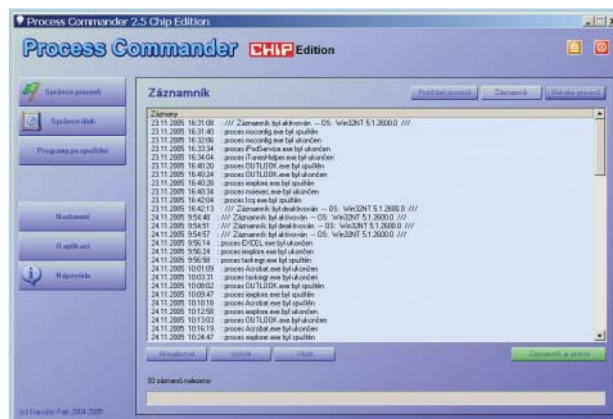 Process Commander 2.5 Chip Edition
Process Commander CHIP Edition
Správce procesů
Správce úloh
Programy po spuštění
Nastavení
O aplikaci
Nápověda
Záznamník
Prohlížeč procesů
Záznamník
Historie procesů
Záznamy
23.11.2005 16:31:08 : /// Záznamník byl aktivován -- OS: Win32NT 5.1.2600.0 ///
23.11.2005 16:31:40 : proces msconfig.exe byl spuštěn
23.11.2005 16:32:06 : proces msconfig.exe byl ukončen
23.11.2005 16:33:34 : proces iPodService.exe byl ukončen
23.11.2005 16:34:04 : proces iTunesHelper.exe byl ukončen
23.11.2005 16:40:20 : proces OUTLOOK.exe byl spuštěn
23.11.2005 16:40:24 : proces OUTLOOK.exe byl ukončen
23.11.2005 16:40:28 : proces iexplore.exe byl spuštěn
23.11.2005 16:40:34 : proces msiexec.exe byl ukončen
23.11.2005 16:42:04 : proces Icq.exe byl spuštěn
23.11.2005 16:42:13 : /// Záznamník byl deaktivován -- OS: Win32NT 5.1.2600.0 ///
24.11.2005 9:54:48 : /// Záznamník byl aktivován -- OS: Win32NT 5.1.2600.0 ///
24.11.2005 9:54:51 : /// Záznamník byl deaktivován -- OS: Win32NT 5.1.2600.0 ///
24.11.2005 9:54:57 : /// Záznamník byl aktivován -- OS: Win32NT 5.1.2600.0 ///
24.11.2005 9:56:14 : proces EXCEL.exe byl ukončen
24.11.2005 9:56:24 : proces iexplore.exe byl ukončen
24.11.2005 9:56:58 : proces taskmgr.exe byl spuštěn
24.11.2005 10:01:09 : proces Acrobat.exe byl ukončen
24.11.2005 10:03:31 : proces taskmgr.exe byl ukončen
24.11.2005 10:08:02 : proces OUTLOOK.exe byl spuštěn
24.11.2005 10:09:47 : proces iexplore.exe byl spuštěn
24.11.2005 10:10:18 : proces Acrobat.exe byl spuštěn
24.11.2005 10:12:58 : proces iexplore.exe byl ukončen
24.11.2005 10:13:03 : proces OUTLOOK.exe byl ukončen
24.11.2005 10:16:19 : proces Acrobat.exe byl ukončen
24.11.2005 10:24:47 : proces iexplore.exe byl spuštěn
Aktualizovat
Vyčistit
Uložit
Záznamník je aktivní
93 záznamů nalezeno:
(c) Stanislav Fajt 2004-2005